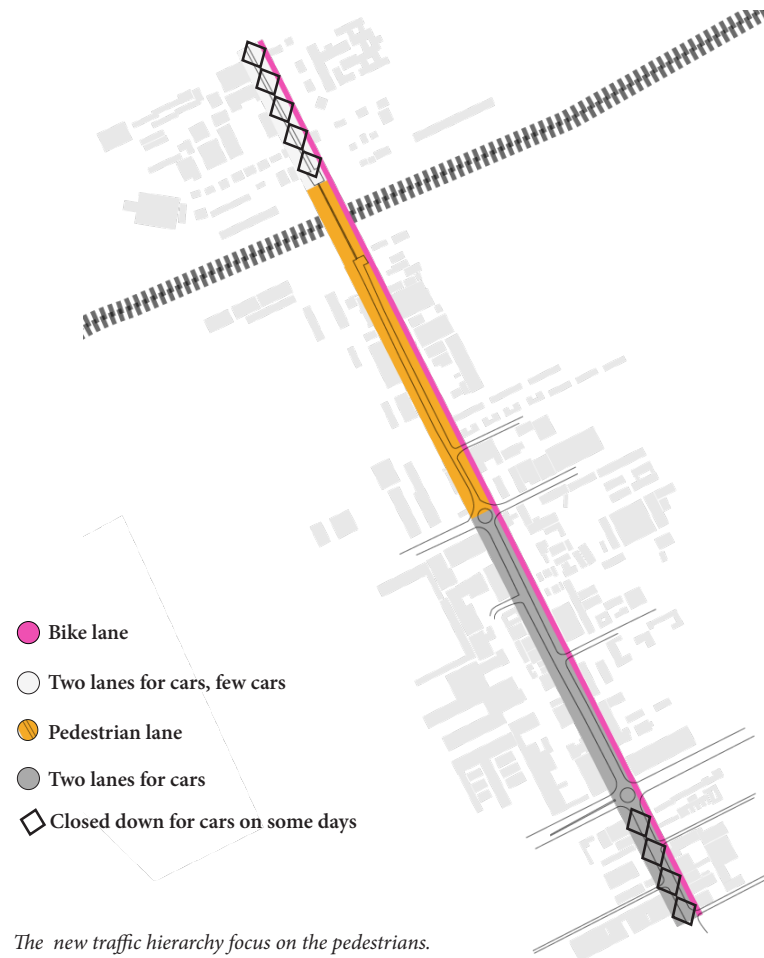 Bike lane
Two lanes for cars, few cars
Pedestrian lane
Two lanes for cars
Closed down for cars on some days
The new traffic hierarchy focus on the pedestrians.